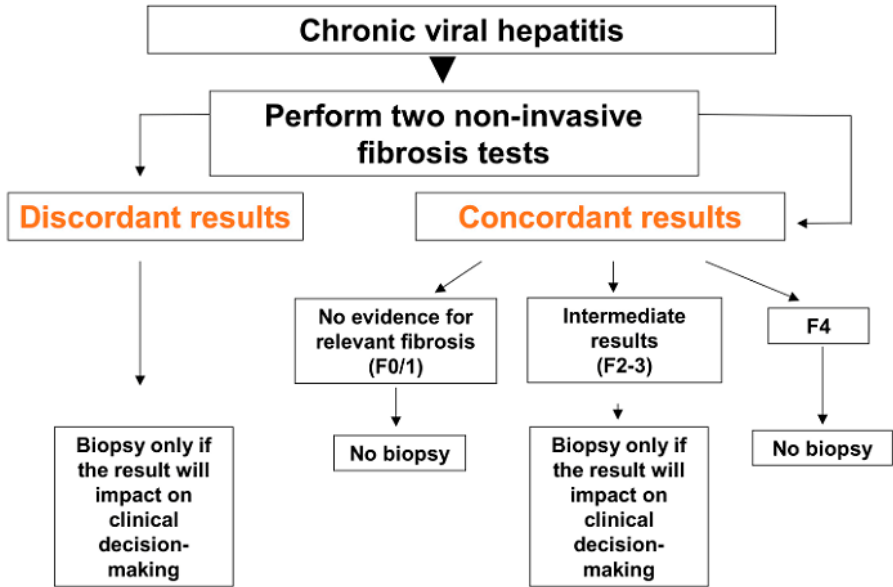 Chronic viral hepatitis
Perform two non-invasive
fibrosis tests
Discordant results
Concordant results
No evidence for
relevant fibrosis
(F0/1)
Intermediate
results
(F2-3)
F4
No biopsy
No biopsy
Biopsy only if
the result will
impact on
clinical
decision-
making
Biopsy only if
the result will
impact on
clinical
decision-
making